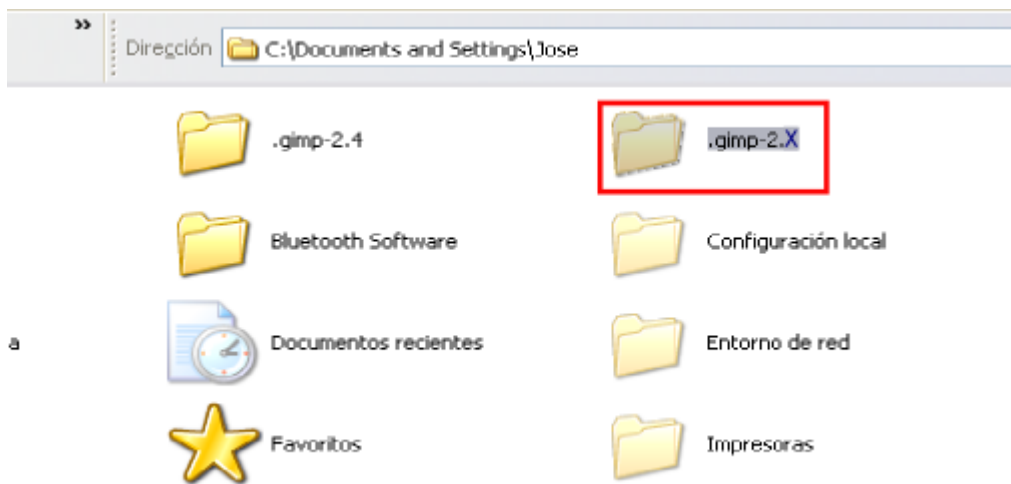 »
Dirección C:\Documents and Settings\Jose
.gimp-2.4 .gimp-2.X
Bluetooth Software Configuración local
a Documentos recientes Entorno de red
Favoritos Impresoras